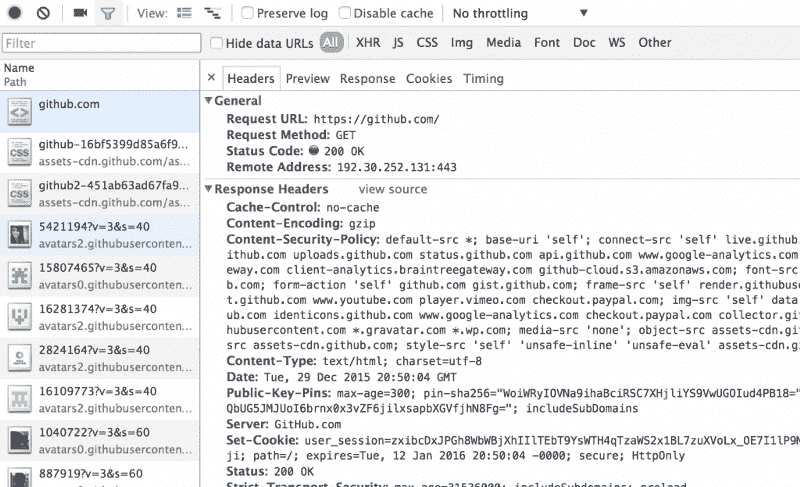 View: Preserve log Disable cache No throttling
Filter Hide data URLs All XHR JS CSS Img Media Font Doc WS Other
Name
Path
github.com
github-16bf5399d85a6f9...
assets-cdn.github.com/as...
github2-451ab63ad67fa9...
assets-cdn.github.com/as...
5421194?v=3&s=40
avatars2.githubuserconten...
15807465?v=3&s=40
avatars0.githubuserconten...
16281374?v=3&s=40
avatars2.githubuserconten...
2824164?v=3&s=40
avatars2.githubuserconten...
16109773?v=3&s=40
avatars2.githubuserconten...
1040722?v=3&s=60
avatars0.githubuserconten...
887919?v=3&s=60
× Headers Preview Response Cookies Timing
General
Request URL: https://github.com/
Request Method: GET
Status Code: 200 OK
Remote Address: 192.30.252.131:443
Response Headers view source
Cache-Control: no-cache
Content-Encoding: gzip
Content-Security-Policy: default-src *; base-uri 'self'; connect-src 'self' live.github.
ithub.com uploads.github.com status.github.com api.github.com www.google-analytics.com
eway.com client-analytics.braintreegateway.com github-cloud.s3.amazonaws.com; font-src
b.com; form-action 'self' github.com gist.github.com; frame-src 'self' render.githubus
t.github.com www.youtube.com player.vimeo.com checkout.paypal.com; img-src 'self' data
ub.com identicons.github.com www.google-analytics.com checkout.paypal.com collector.git
hubusercontent.com *.gravatar.com *.wp.com; media-src 'none'; object-src assets-cdn.git
src assets-cdn.github.com; style-src 'self' 'unsafe-inline' 'unsafe-eval' assets-cdn.gi
Content-Type: text/html; charset=utf-8
Date: Tue, 29 Dec 2015 20:50:04 GMT
Public-Key-Pins: max-age=300; pin-sha256="WoiWRyIOVNa9ihaBciRSC7XHjliYS9VwUGOIud4PB18="
QbUG5JMJUoI6brnx0x3vZF6jilxsapbXGVfjhN8Fg="; includeSubDomains
Server: GitHub.com
Set-Cookie: user_session=zxibcDxJPGh8WbWBjXhIIlTEbT9YsWTH4qTzaWS2x1BL7zuXVoLx_OE7I1lP9M
ji; path=/; expires=Tue, 12 Jan 2016 20:50:04 -0000; secure; HttpOnly
Status: 200 OK
Strict-Transport-Security: max-age=31536000; includeSubdomains; preload